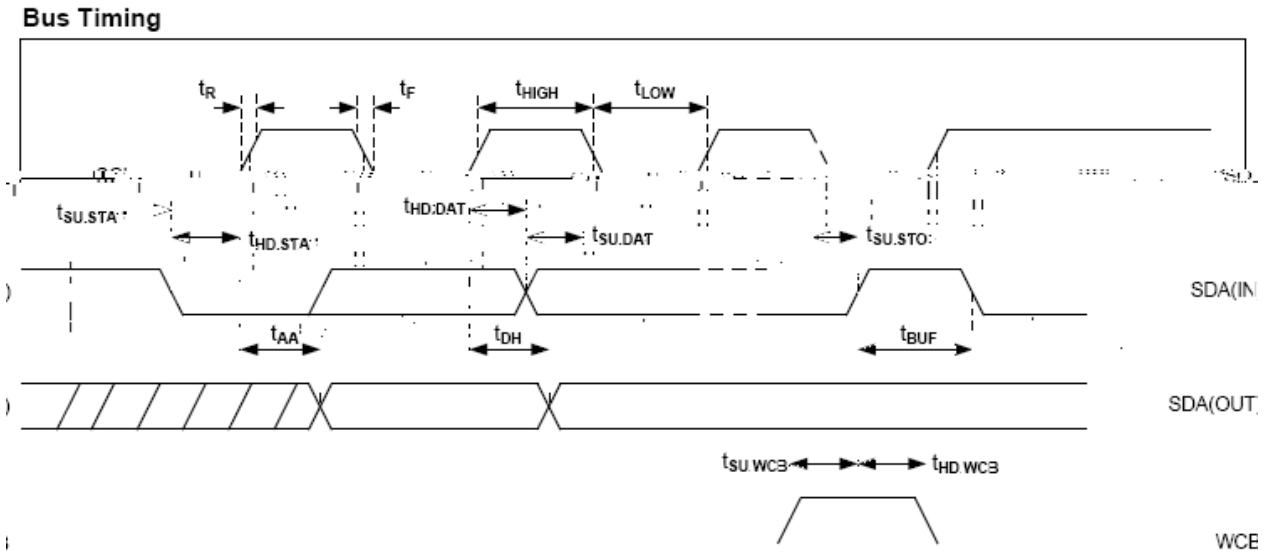 Bus Timing
tR tF tHIGH tLOW
tSU.STA tHD.STA tHD:DAT tSU.DAT tSU.STO
SDA(IN
tAA tDH tBUF
SDA(OUT)
tSU.WCB tHD.WCB
WCB